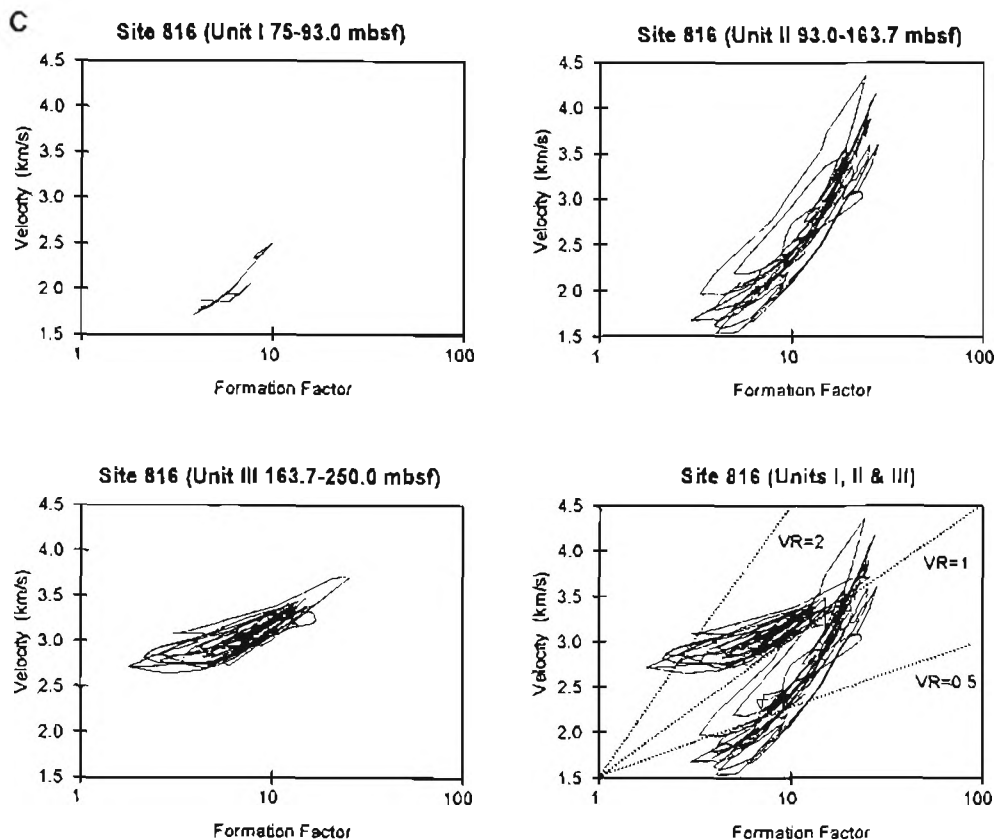 C
Site 816 (Unit I 75-93.0 mbsf)
4.5
4.0
3.5
3.0
2.5
2.0
1.5
Velocity (km/s)
1
10
100
Formation Factor
Site 816 (Unit II 93.0-163.7 mbsf)
4.5
4.0
3.5
3.0
2.5
2.0
1.5
Velocity (km/s)
1
10
100
Formation Factor
Site 816 (Unit III 163.7-250.0 mbsf)
4.5
4.0
3.5
3.0
2.5
2.0
1.5
Velocity (km/s)
1
10
100
Formation Factor
Site 816 (Units I, II & III)
4.5
4.0
3.5
3.0
2.5
2.0
1.5
Velocity (km/s)
VR=2
VR=1
VR=0.5
1
10
100
Formation Factor